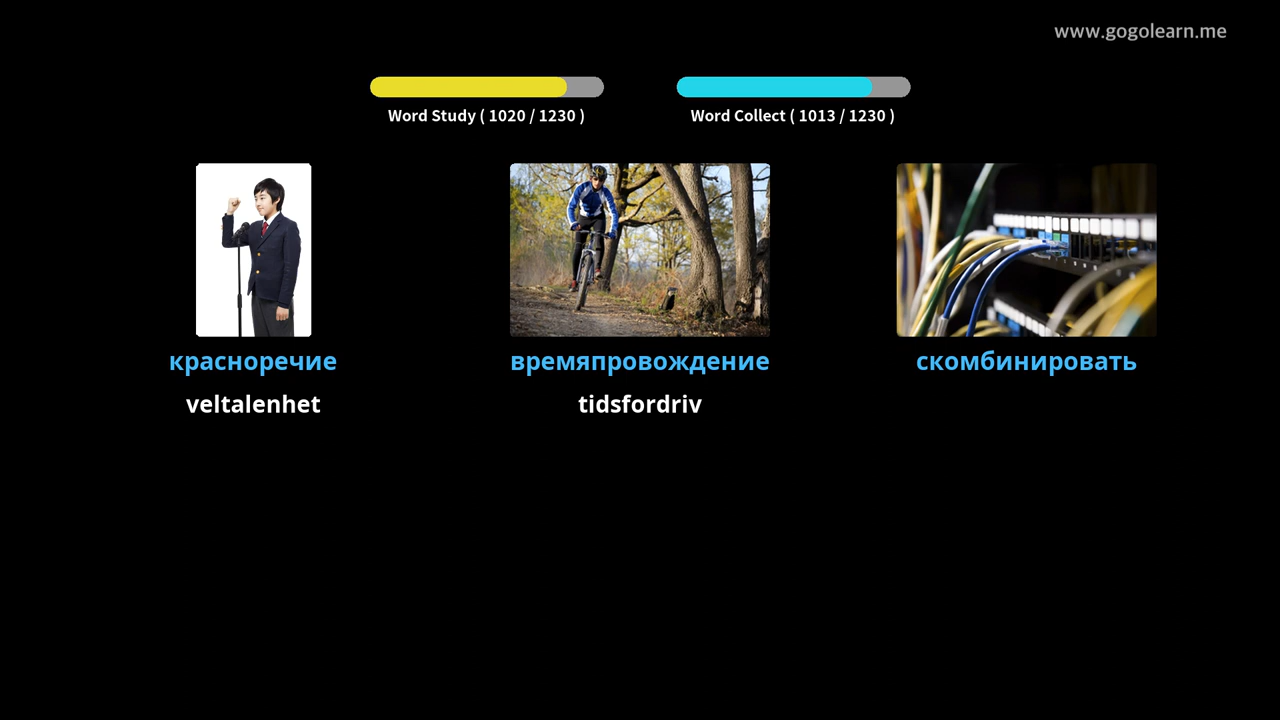 www.gogolearn.me
Word Study ( 1020 / 1230 )
Word Collect ( 1013 / 1230 )
красноречие
времяпровождение
скомбинировать
veltalenhet
tidsfordriv